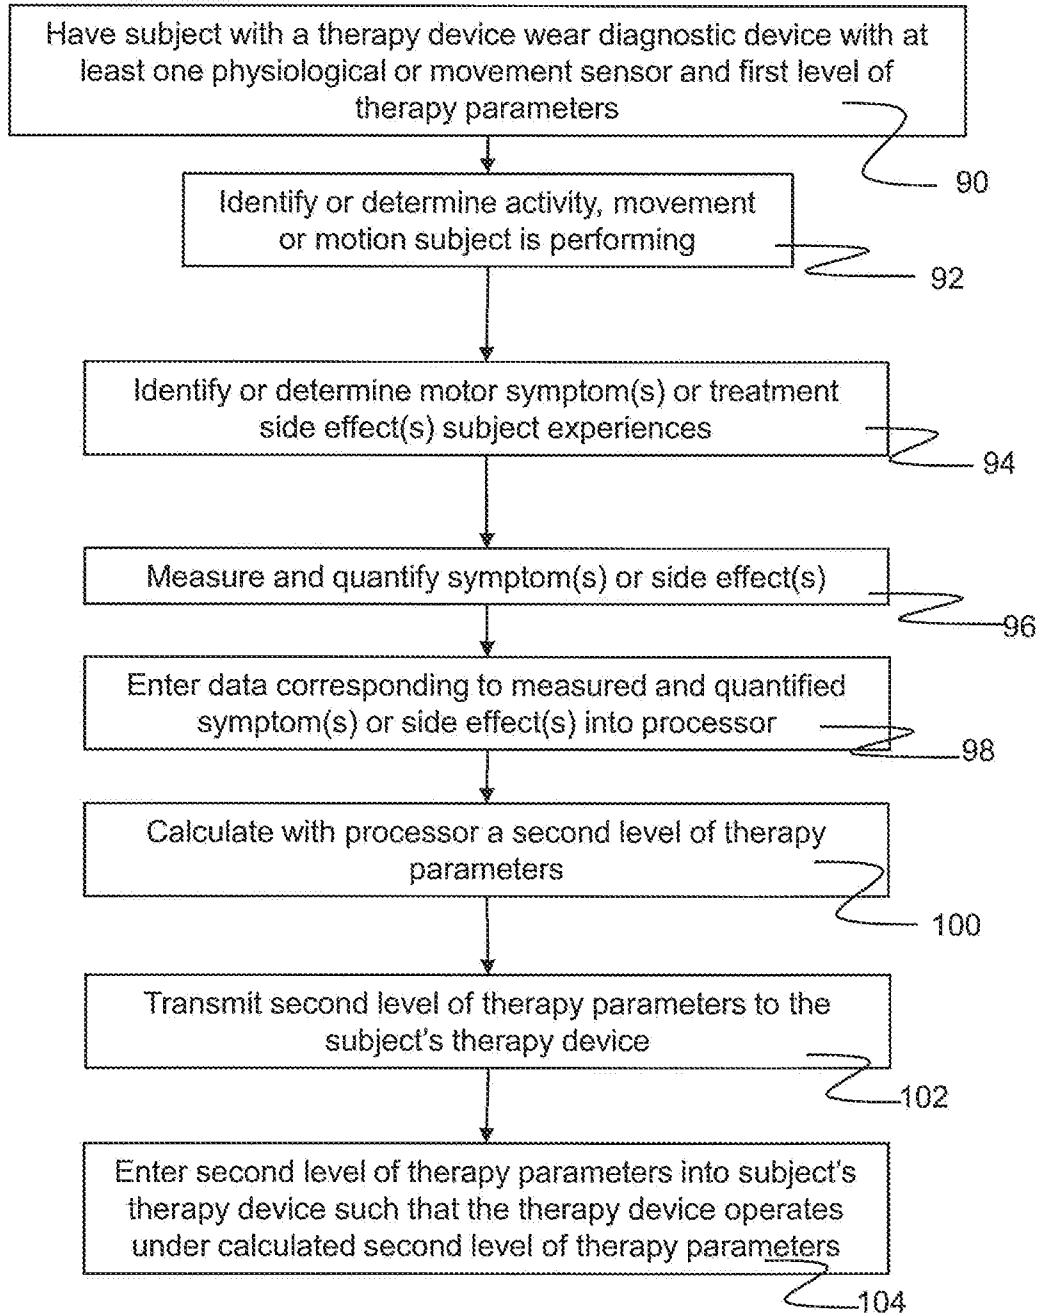 Have subject with a therapy device wear diagnostic device with at
least one physiological or movement sensor and first level of
therapy parameters
90
Identify or determine activity, movement
or motion subject is performing
92
Identify or determine motor symptom(s) or treatment
side effect(s) subject experiences
94
Measure and quantify symptom(s) or side effect(s)
96
Enter data corresponding to measured and quantified
symptom(s) or side effect(s) into processor
98
Calculate with processor a second level of therapy
parameters
100
Transmit second level of therapy parameters to the
subject's therapy device
102
Enter second level of therapy parameters into subject's
therapy device such that the therapy device operates
under calculated second level of therapy parameters
104